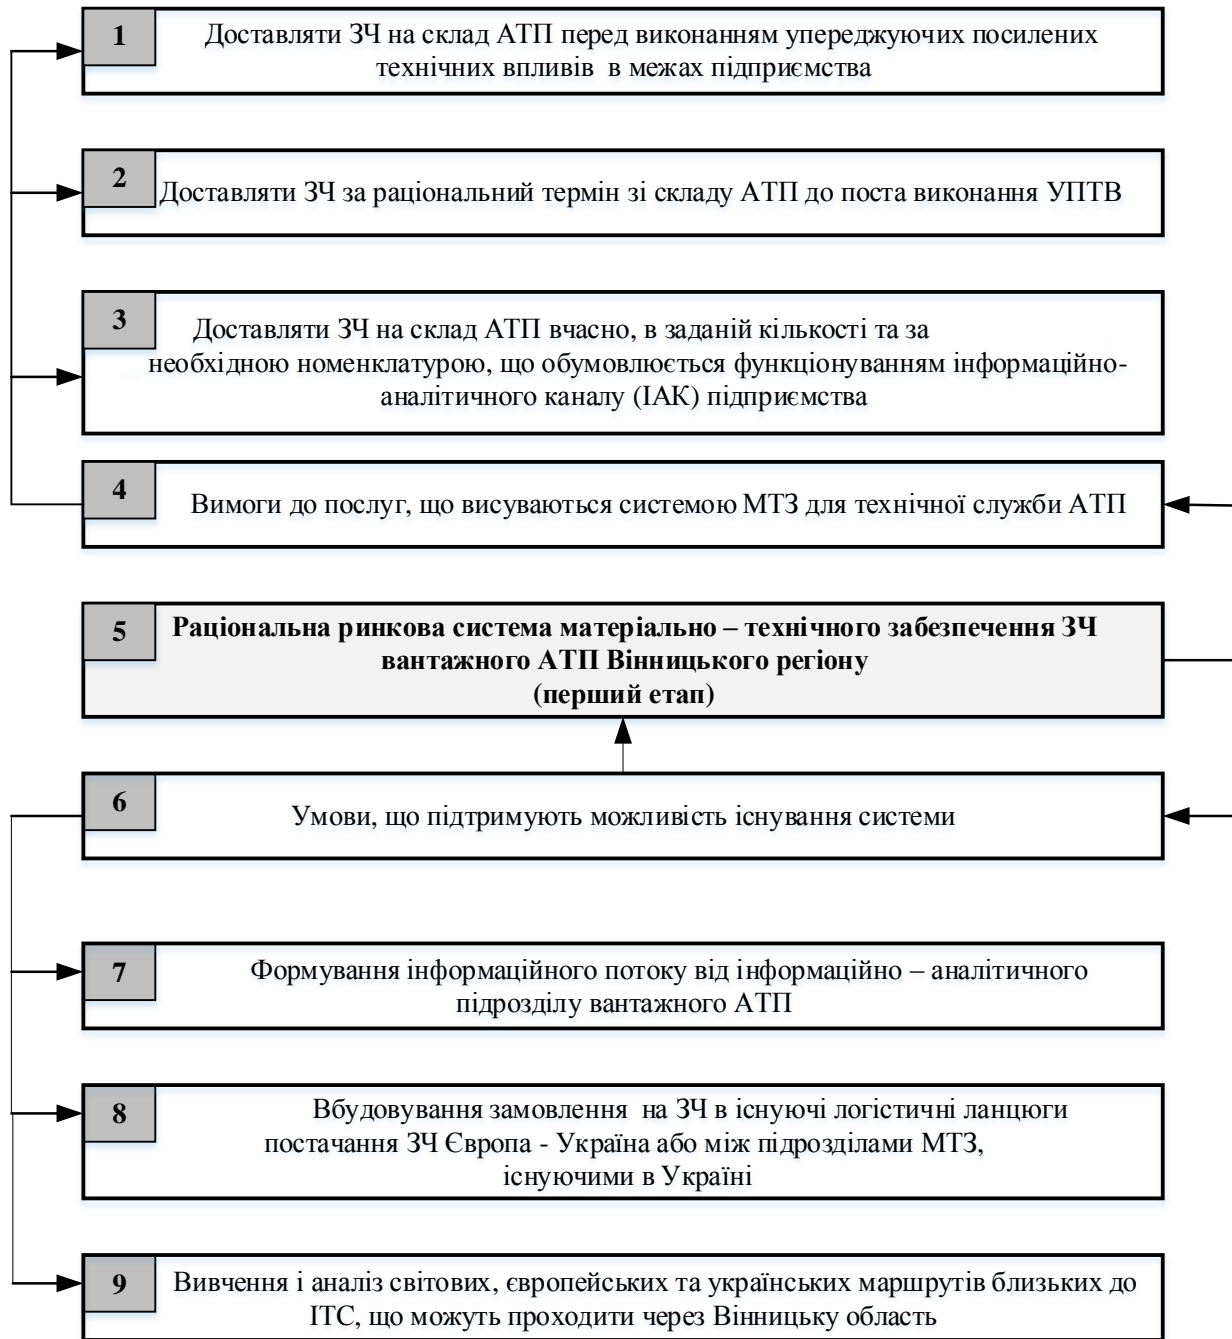 1
Доставляти ЗЧ на склад АТП перед виконанням упереджуючих посилених
технічних впливів в межах підприємства
2
Доставляти ЗЧ за раціональний термін зі складу АТП до поста виконання УПТВ
3
Доставляти ЗЧ на склад АТП вчасно, в заданій кількості та за
необхідною номенклатурою, що обумовлюється функціонуванням інформаційно-
аналітичного каналу (ІАК) підприємства
4
Вимоги до послуг, що висуваються системою МТЗ для технічної служби АТП
5
Раціональна ринкова система матеріально – технічного забезпечення ЗЧ
вантажного АТП Вінницького регіону
(перший етап)
6
Умови, що підтримують можливість існування системи
7
Формування інформаційного потоку від інформаційно – аналітичного
підрозділу вантажного АТП
8
Вбудовування замовлення на ЗЧ в існуючі логістичні ланцюги
постачання ЗЧ Європа - Україна або між підрозділами МТЗ,
існуючими в Україні
9
Вивчення і аналіз світових, європейських та українських маршрутів близьких до
ІТС, що можуть проходити через Вінницьку область